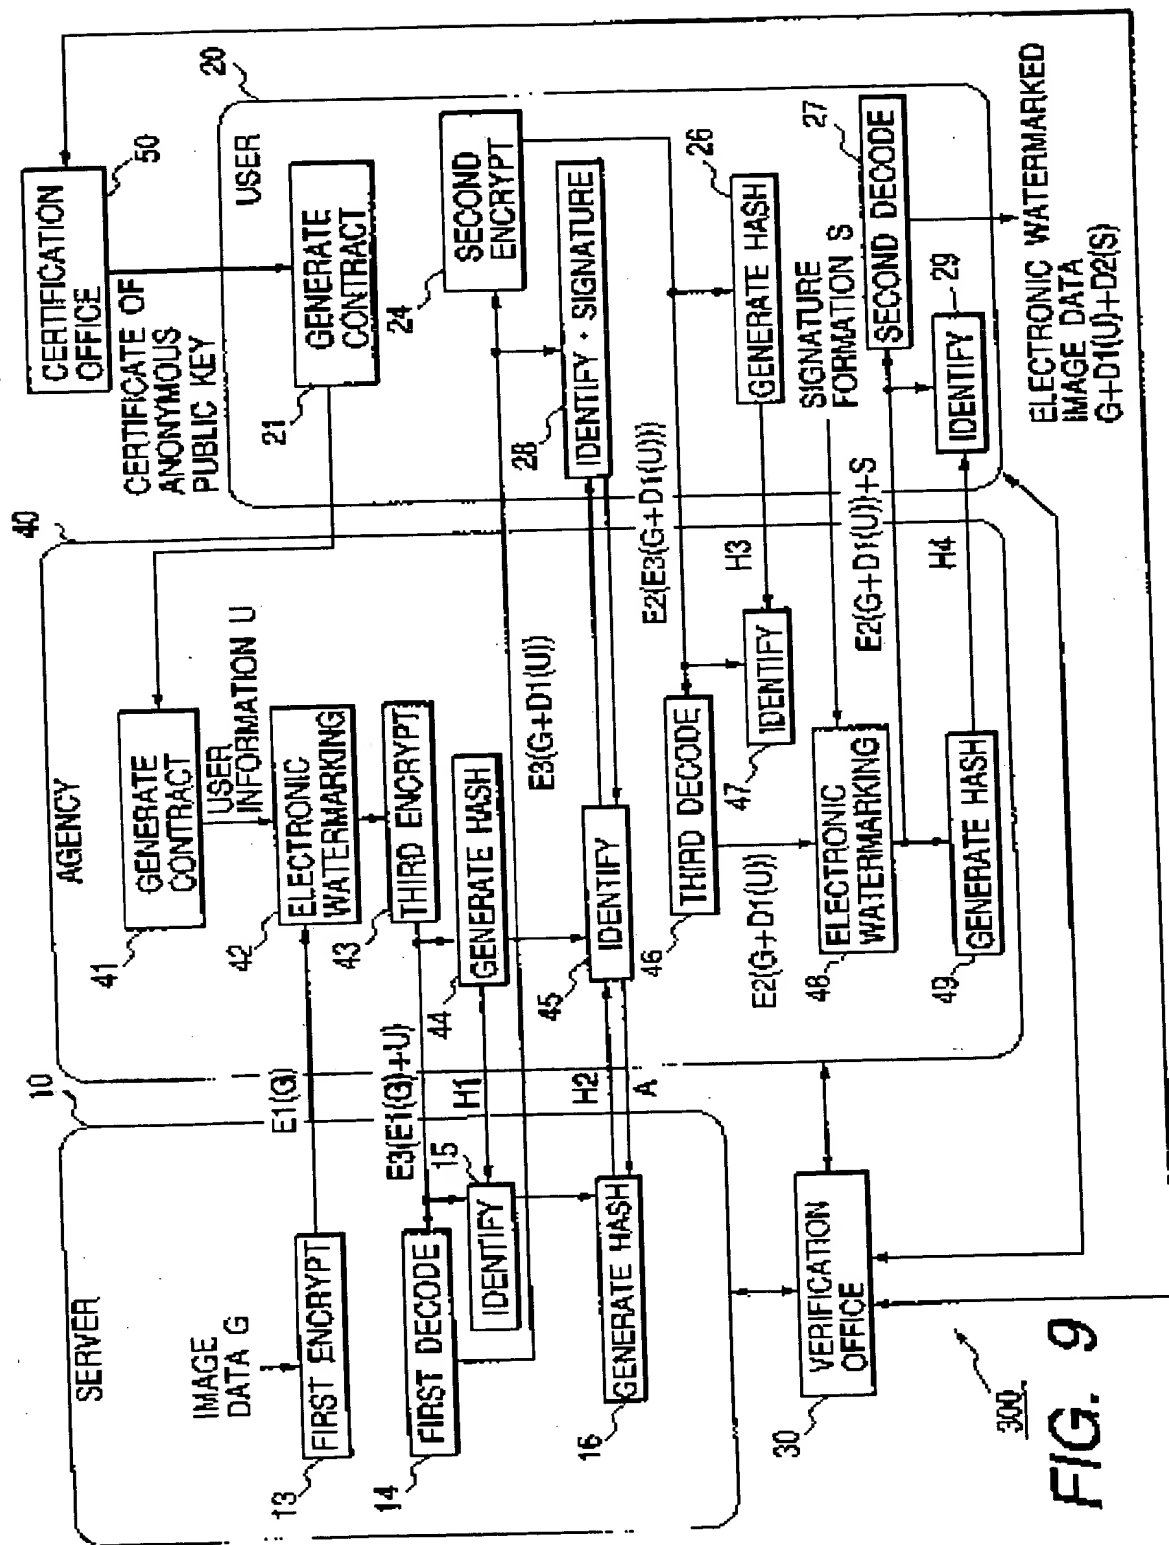 SERVER
10
IMAGE
DATA G
FIRST ENCRYPT
13
E1(G)
FIRST DECODE
14
E3(E1(G)+U)
IDENTIFY
15
H1
GENERATE HASH
16
H2
A
VERIFICATION
OFFICE
30
AGENCY
40
GENERATE
CONTRACT
41
USER
INFORMATION U
ELECTRONIC
WATERMARKING
42
THIRD ENCRYPT
43
GENERATE HASH
44
E3(G+D1(U))
IDENTIFY
45
THIRD DECODE
46
E2(E3(G+D1(U)))
IDENTIFY
47
H3
E2(G+D1(U))
ELECTRONIC
WATERMARKING
48
E2(G+D1(U))+S
GENERATE HASH
49
H4
CERTIFICATION
OFFICE
50
CERTIFICATE OF
ANONYMOUS
PUBLIC KEY
20
USER
GENERATE
CONTRACT
21
SECOND
ENCRYPT
24
IDENTIFY · SIGNATURE
28
GENERATE HASH
26
SIGNATURE
FORMATION S
SECOND DECODE
27
IDENTIFY
29
ELECTRONIC WATERMARKED
IMAGE DATA
G+D1(U)+D2(S)
300
FIG. 9